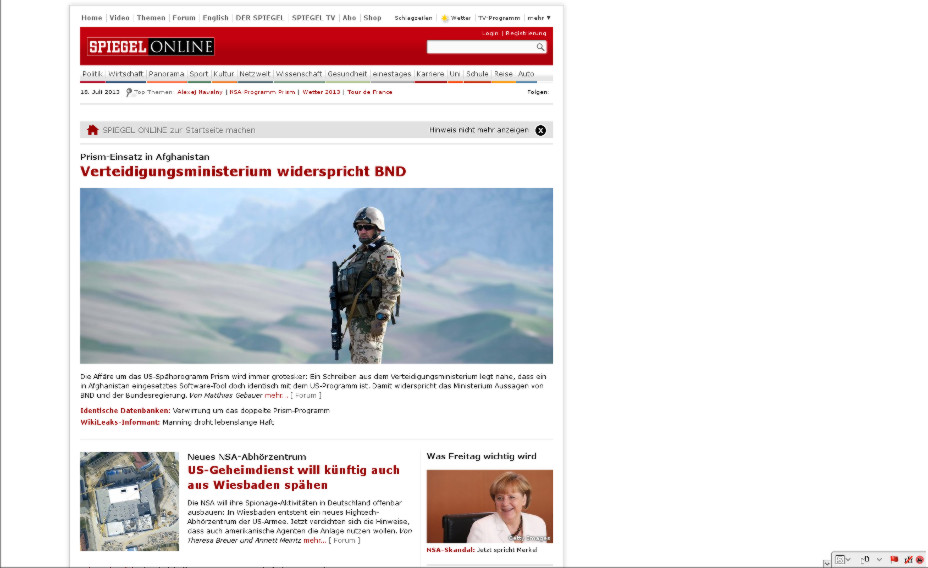 Home Video Themen Forum English DER SPIEGEL SPIEGEL TV Abo Shop Schlagzeilen Wetter TV-Programm mehr ▼
Login | Registrierung
SPIEGEL ONLINE
Politik Wirtschaft Panorama Sport Kultur Netzwelt Wissenschaft Gesundheit einestages Karriere Uni Schule Reise Auto
18. Juli 2013 Top Themen: Alexej Nawalny | NSA Programm Prism | Wetter 2013 | Tour de France Folgen:
SPIEGEL ONLINE zur Startseite machen Hinweis nicht mehr anzeigen
Prism-Einsatz in Afghanistan
Verteidigungsministerium widerspricht BND
Die Affäre um das US-Spähprogramm Prism wird immer grotesker: Ein Schreiben aus dem Verteidigungsministerium legt nahe, dass ein
in Afghanistan eingesetztes Software-Tool doch identisch mit dem US-Programm ist. Damit widerspricht das Ministerium Aussagen von
BND und der Bundesregierung. Von Matthias Gebauer mehr... [ Forum ]
Identische Datenbanken: Verwirrung um das doppelte Prism-Programm
WikiLeaks-Informant: Manning droht lebenslange Haft
Neues NSA-Abhörzentrum
US-Geheimdienst will künftig auch
aus Wiesbaden spähen
Die NSA will ihre Spionage-Aktivitäten in Deutschland offenbar
ausbauen: In Wiesbaden entsteht ein neues Hightech-
Abhörzentrum der US-Armee. Jetzt verdichten sich die Hinweise,
dass auch amerikanische Agenten die Anlage nutzen wollen. Von
Theresa Breuer und Annett Meiritz mehr... [ Forum ]
Was Freitag wichtig wird
Getty Images
NSA-Skandal: Jetzt spricht Merkel